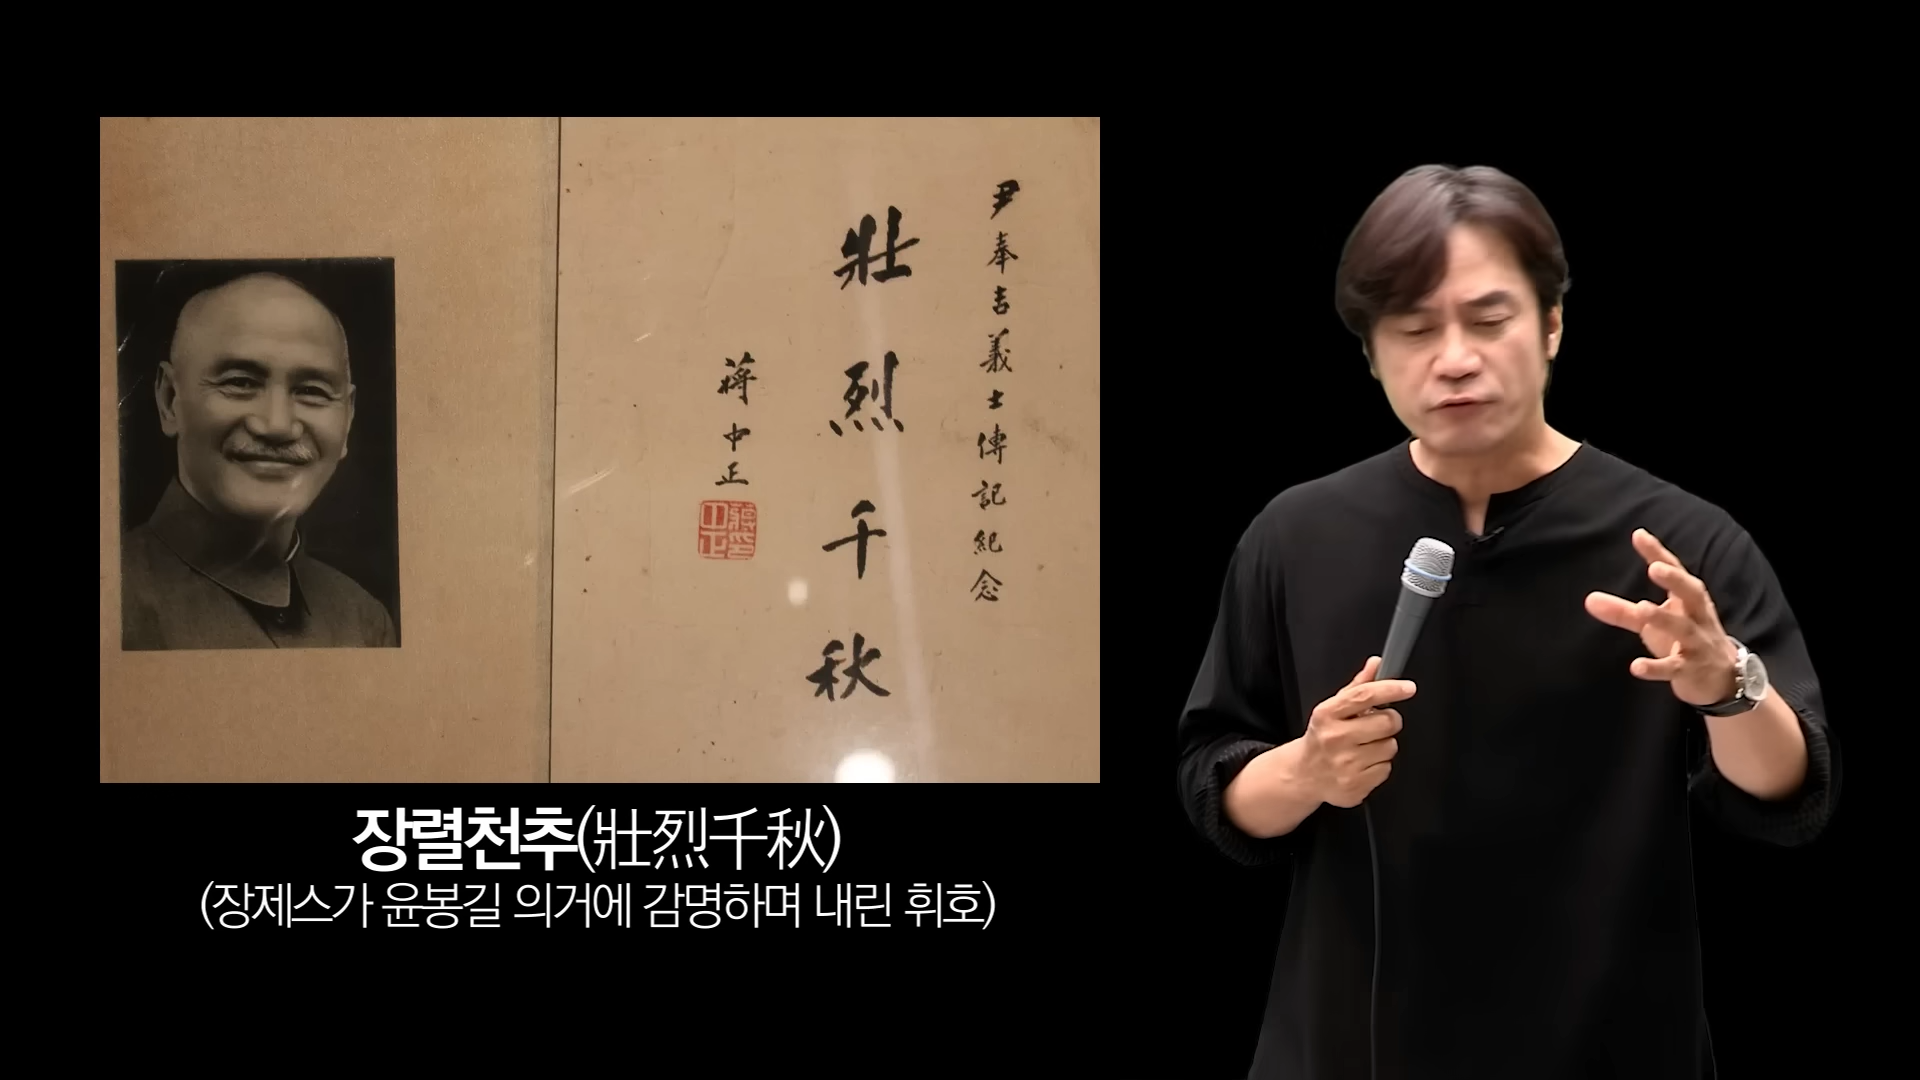 尹奉吉義士傳記紀念
壯烈千秋
蔣中正
장렬천추(壯烈千秋)
(장제스가 윤봉길 의거에 감명하며 내린 휘호)